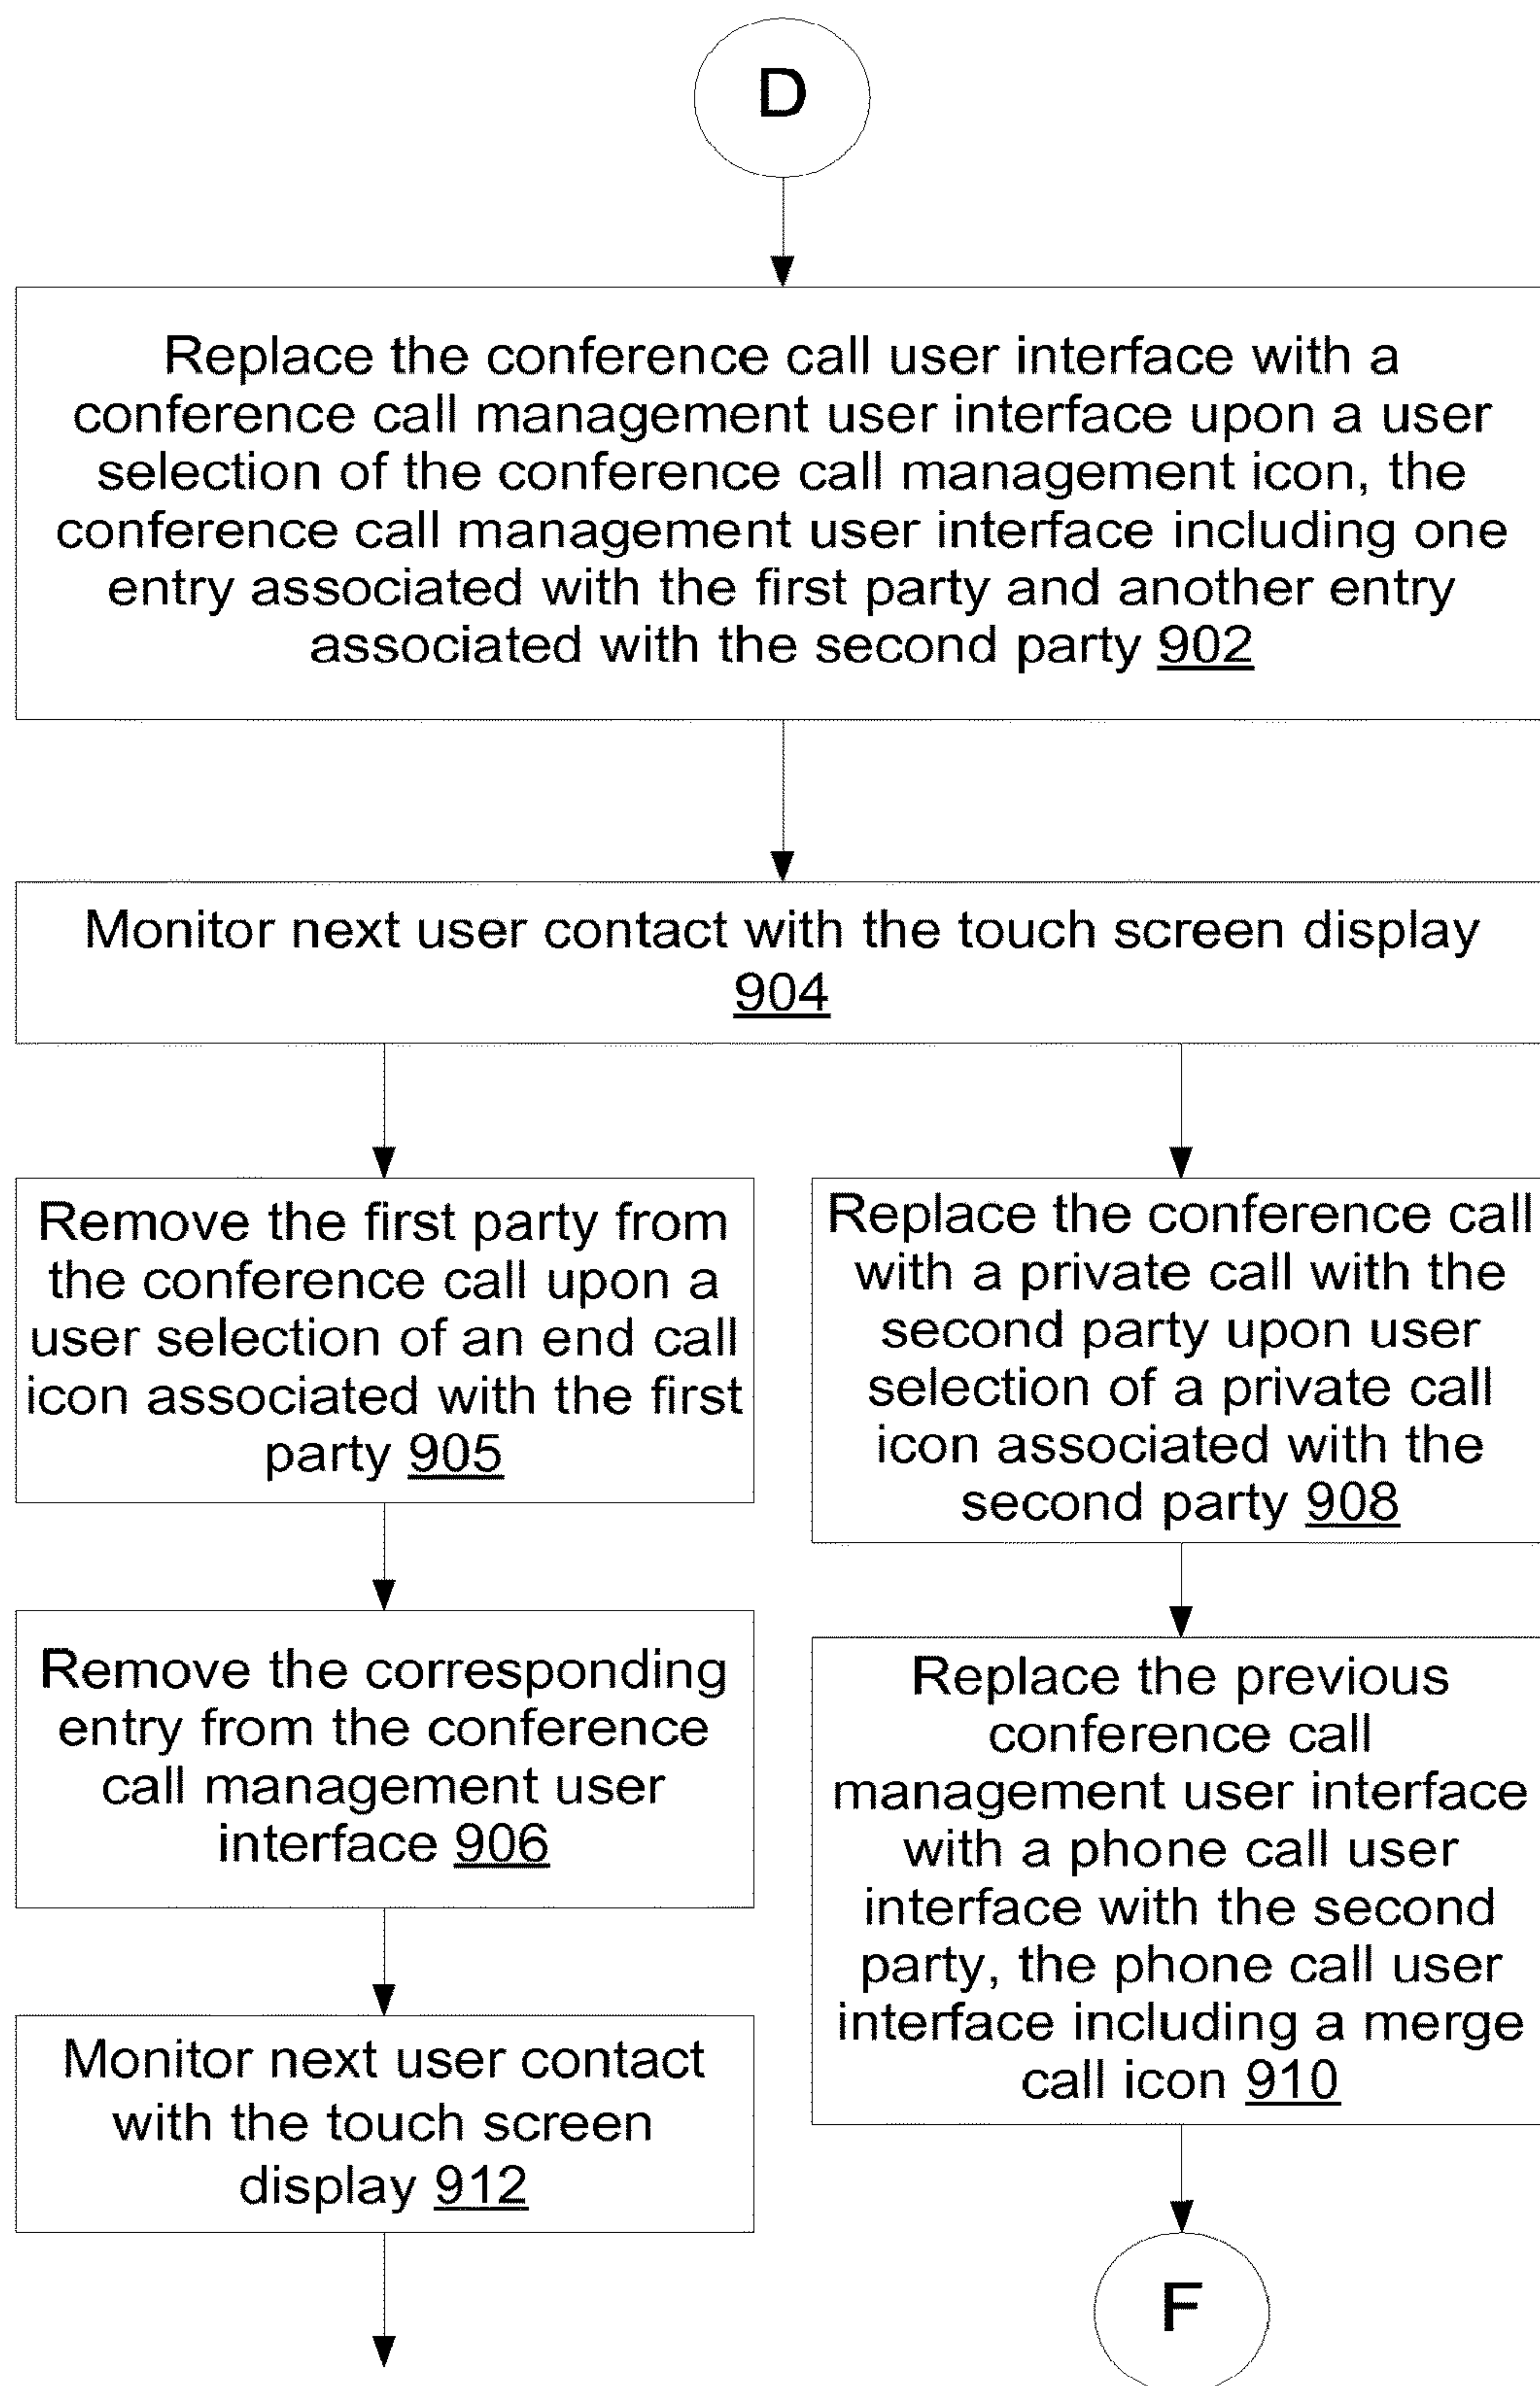 D
Replace the conference call user interface with a
conference call management user interface upon a user
selection of the conference call management icon, the
conference call management user interface including one
entry associated with the first party and another entry
associated with the second party 902
Monitor next user contact with the touch screen display
904
Remove the first party from
the conference call upon a
user selection of an end call
icon associated with the first
party 905
Remove the corresponding
entry from the conference
call management user
interface 906
Monitor next user contact
with the touch screen
display 912
Replace the conference call
with a private call with the
second party upon user
selection of a private call
icon associated with the
second party 908
Replace the previous
conference call
management user interface
with a phone call user
interface with the second
party, the phone call user
interface including a merge
call icon 910
F